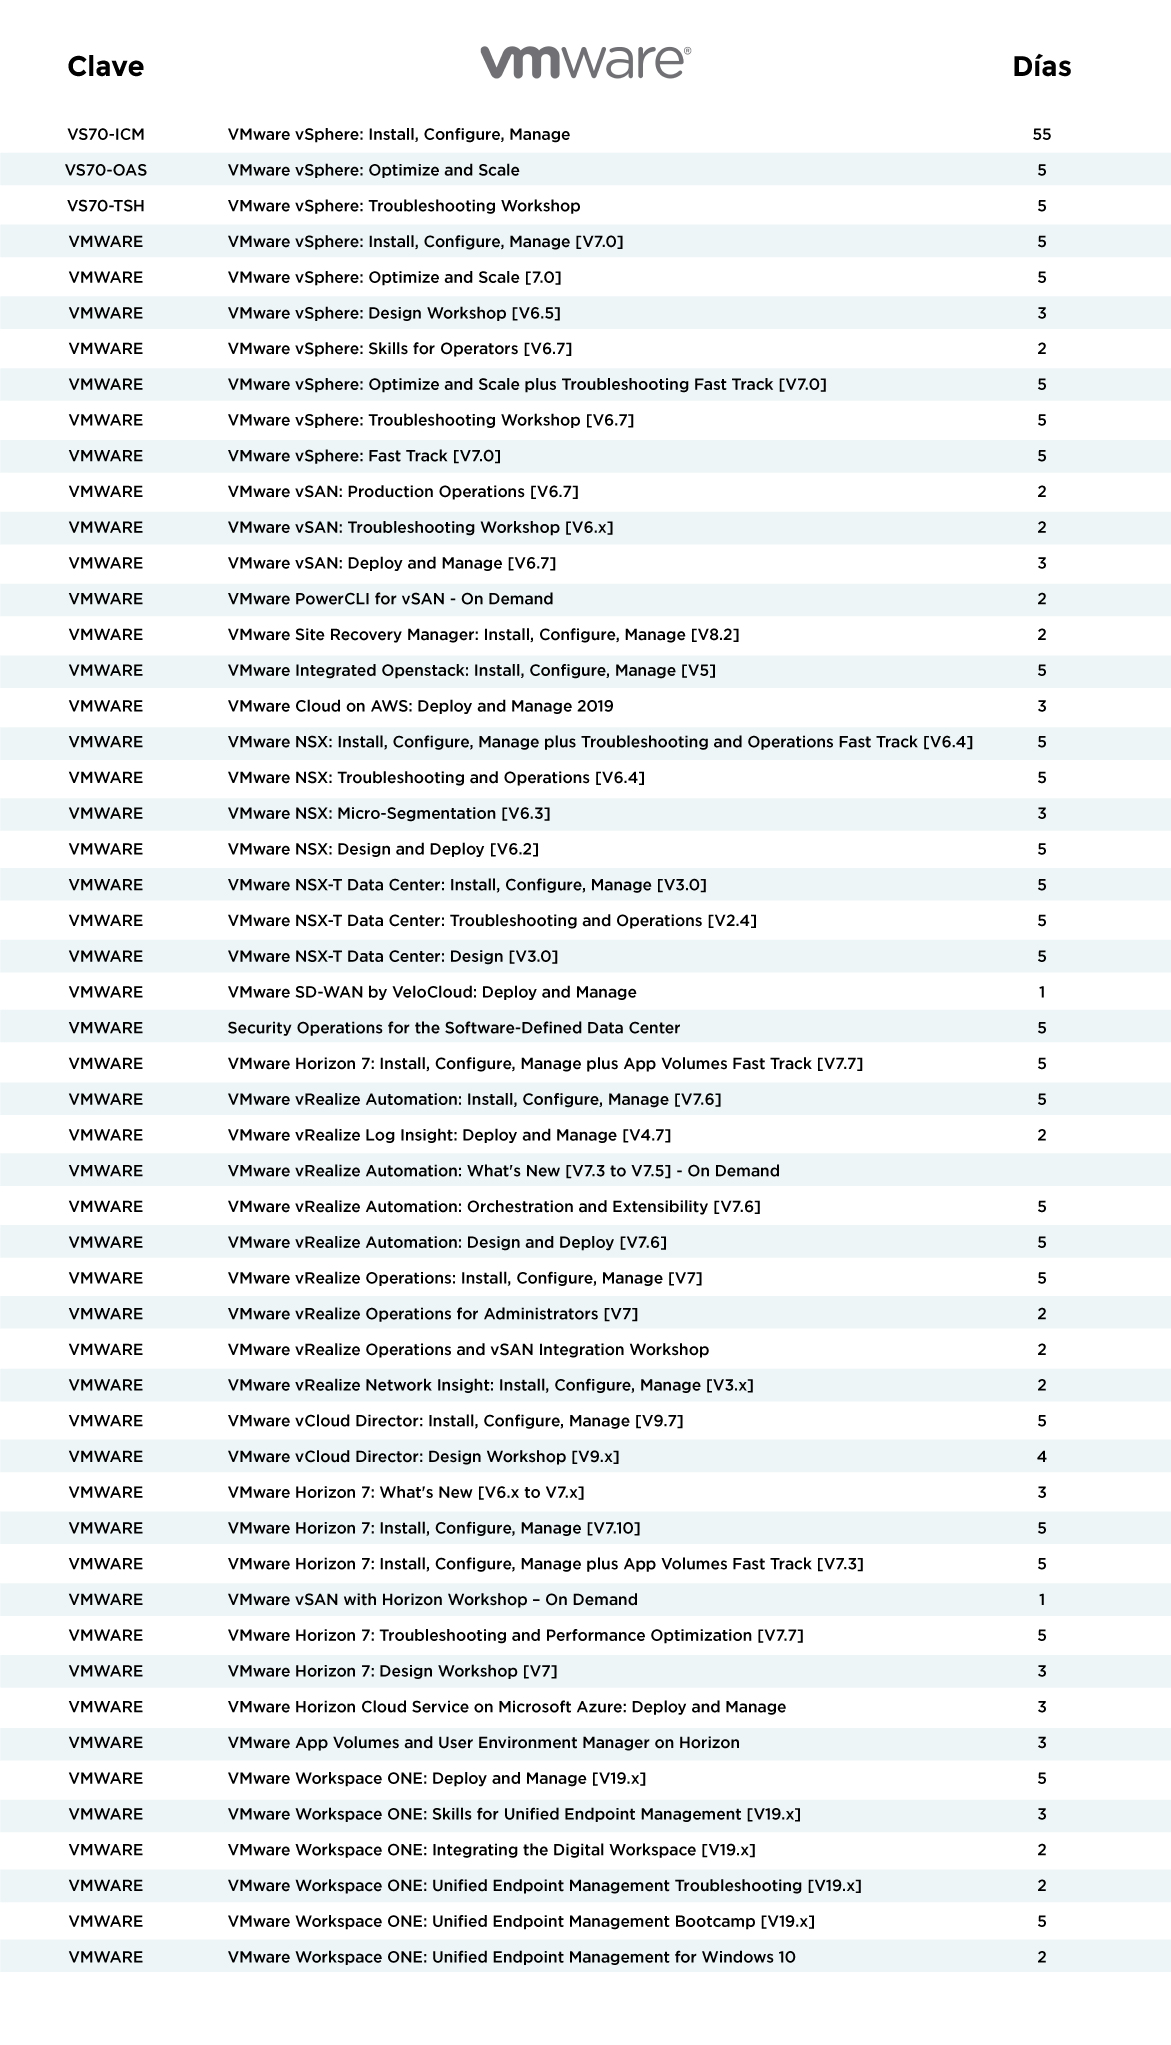 Clave vmware® Días
VS70-ICM VMware vSphere: Install, Configure, Manage 55
VS70-OAS VMware vSphere: Optimize and Scale 5
VS70-TSH VMware vSphere: Troubleshooting Workshop 5
VMWARE VMware vSphere: Install, Configure, Manage [V7.0] 5
VMWARE VMware vSphere: Optimize and Scale [7.0] 5
VMWARE VMware vSphere: Design Workshop [V6.5] 3
VMWARE VMware vSphere: Skills for Operators [V6.7] 2
VMWARE VMware vSphere: Optimize and Scale plus Troubleshooting Fast Track [V7.0] 5
VMWARE VMware vSphere: Troubleshooting Workshop [V6.7] 5
VMWARE VMware vSphere: Fast Track [V7.0] 5
VMWARE VMware vSAN: Production Operations [V6.7] 2
VMWARE VMware vSAN: Troubleshooting Workshop [V6.x] 2
VMWARE VMware vSAN: Deploy and Manage [V6.7] 3
VMWARE VMware PowerCLI for vSAN - On Demand 2
VMWARE VMware Site Recovery Manager: Install, Configure, Manage [V8.2] 2
VMWARE VMware Integrated Openstack: Install, Configure, Manage [V5] 5
VMWARE VMware Cloud on AWS: Deploy and Manage 2019 3
VMWARE VMware NSX: Install, Configure, Manage plus Troubleshooting and Operations Fast Track [V6.4] 5
VMWARE VMware NSX: Troubleshooting and Operations [V6.4] 5
VMWARE VMware NSX: Micro-Segmentation [V6.3] 3
VMWARE VMware NSX: Design and Deploy [V6.2] 5
VMWARE VMware NSX-T Data Center: Install, Configure, Manage [V3.0] 5
VMWARE VMware NSX-T Data Center: Troubleshooting and Operations [V2.4] 5
VMWARE VMware NSX-T Data Center: Design [V3.0] 5
VMWARE VMware SD-WAN by VeloCloud: Deploy and Manage 1
VMWARE Security Operations for the Software-Defined Data Center 5
VMWARE VMware Horizon 7: Install, Configure, Manage plus App Volumes Fast Track [V7.7] 5
VMWARE VMware vRealize Automation: Install, Configure, Manage [V7.6] 5
VMWARE VMware vRealize Log Insight: Deploy and Manage [V4.7] 2
VMWARE VMware vRealize Automation: What's New [V7.3 to V7.5] - On Demand
VMWARE VMware vRealize Automation: Orchestration and Extensibility [V7.6] 5
VMWARE VMware vRealize Automation: Design and Deploy [V7.6] 5
VMWARE VMware vRealize Operations: Install, Configure, Manage [V7] 5
VMWARE VMware vRealize Operations for Administrators [V7] 2
VMWARE VMware vRealize Operations and vSAN Integration Workshop 2
VMWARE VMware vRealize Network Insight: Install, Configure, Manage [V3.x] 2
VMWARE VMware vCloud Director: Install, Configure, Manage [V9.7] 5
VMWARE VMware vCloud Director: Design Workshop [V9.x] 4
VMWARE VMware Horizon 7: What's New [V6.x to V7.x] 3
VMWARE VMware Horizon 7: Install, Configure, Manage [V7.10] 5
VMWARE VMware Horizon 7: Install, Configure, Manage plus App Volumes Fast Track [V7.3] 5
VMWARE VMware vSAN with Horizon Workshop – On Demand 1
VMWARE VMware Horizon 7: Troubleshooting and Performance Optimization [V7.7] 5
VMWARE VMware Horizon 7: Design Workshop [V7] 3
VMWARE VMware Horizon Cloud Service on Microsoft Azure: Deploy and Manage 3
VMWARE VMware App Volumes and User Environment Manager on Horizon 3
VMWARE VMware Workspace ONE: Deploy and Manage [V19.x] 5
VMWARE VMware Workspace ONE: Skills for Unified Endpoint Management [V19.x] 3
VMWARE VMware Workspace ONE: Integrating the Digital Workspace [V19.x] 2
VMWARE VMware Workspace ONE: Unified Endpoint Management Troubleshooting [V19.x] 2
VMWARE VMware Workspace ONE: Unified Endpoint Management Bootcamp [V19.x] 5
VMWARE VMware Workspace ONE: Unified Endpoint Management for Windows 10 2